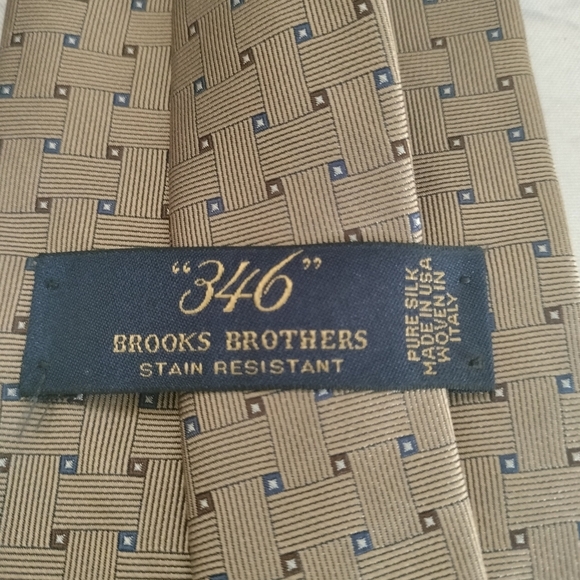 “346”
BROOKS BROTHERS
STAIN RESISTANT
PURE SILK
MADE IN USA
WOVEN IN
ITALY